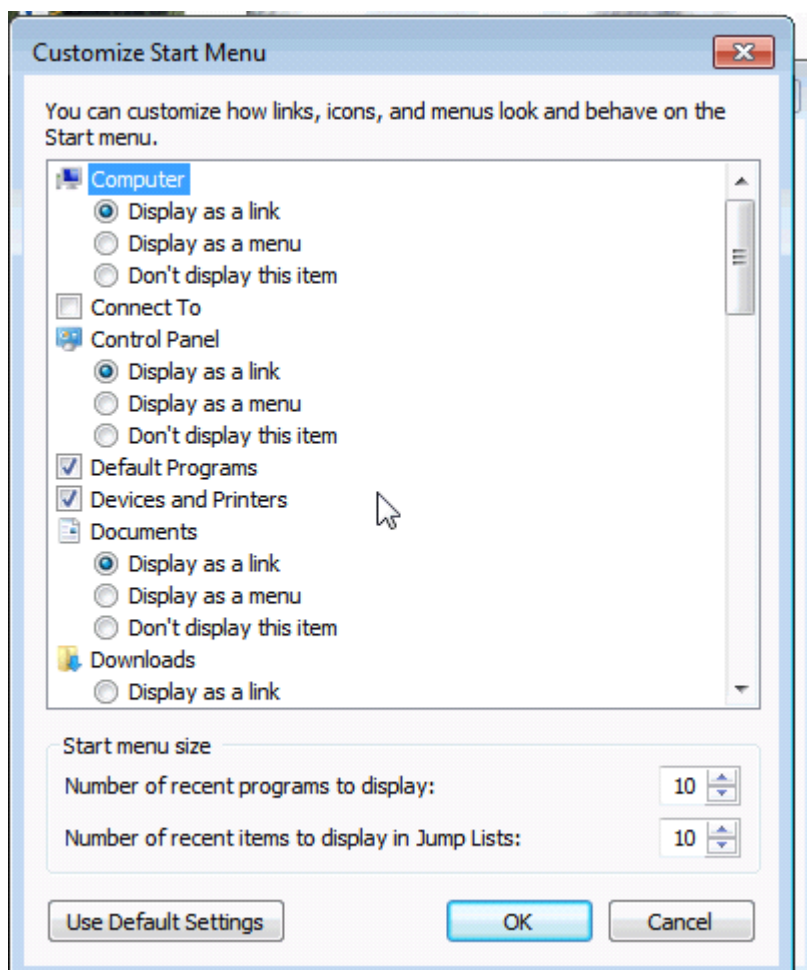 Customize Start Menu
You can customize how links, icons, and menus look and behave on the
Start menu.
Computer
Display as a link
Display as a menu
Don't display this item
Connect To
Control Panel
Display as a link
Display as a menu
Don't display this item
Default Programs
Devices and Printers
Documents
Display as a link
Display as a menu
Don't display this item
Downloads
Display as a link
Start menu size
Number of recent programs to display: 10
Number of recent items to display in Jump Lists: 10
Use Default Settings OK Cancel